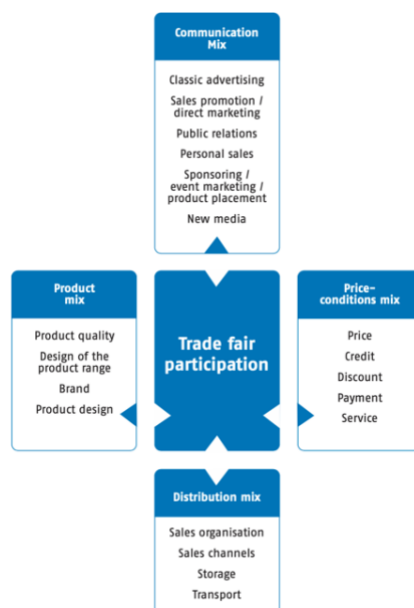 Communication
Mix
Classic advertising
Sales promotion /
direct marketing
Public relations
Personal sales
Sponsoring /
event marketing /
product placement
New media
Product
mix
Product quality
Design of the
product range
Brand
Product design
Trade fair
participation
Price–
conditions mix
Price
Credit
Discount
Payment
Service
Distribution mix
Sales organisation
Sales channels
Storage
Transport